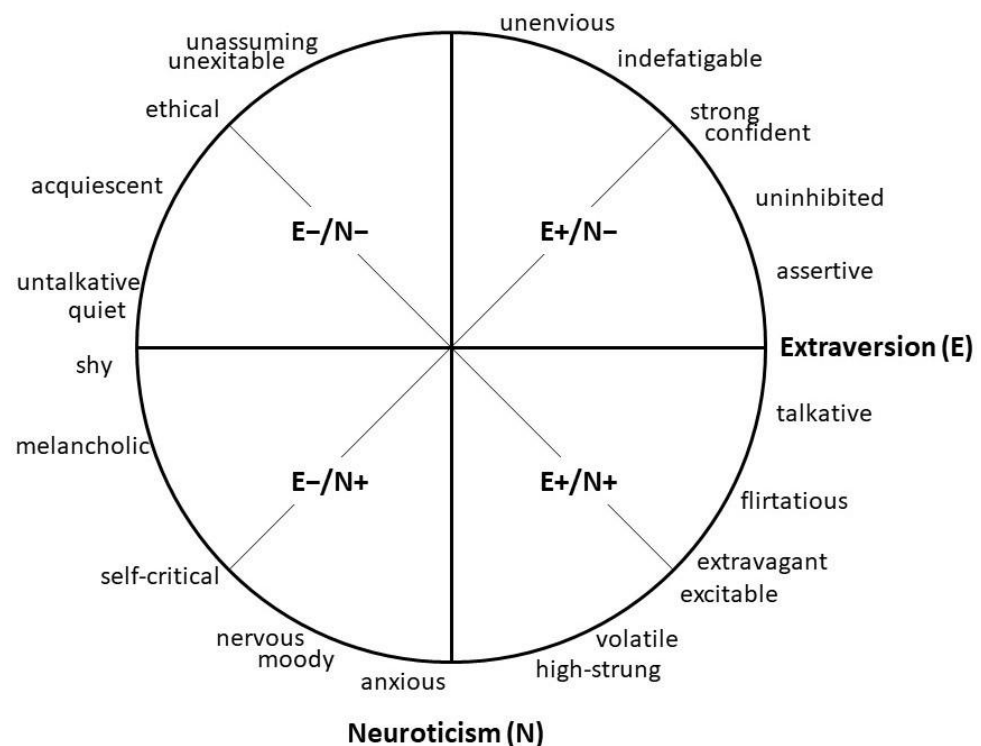 unenvious
unassuming
unexitable
indefatigable
ethical
strong
confident
acquiescent
uninhibited
E−/N−
E+/N−
assertive
untalkative
quiet
Extraversion (E)
shy
talkative
melancholic
E−/N+
E+/N+
flirtatious
extravagant
self-critical
excitable
nervous
moody
volatile
high-strung
anxious
Neuroticism (N)